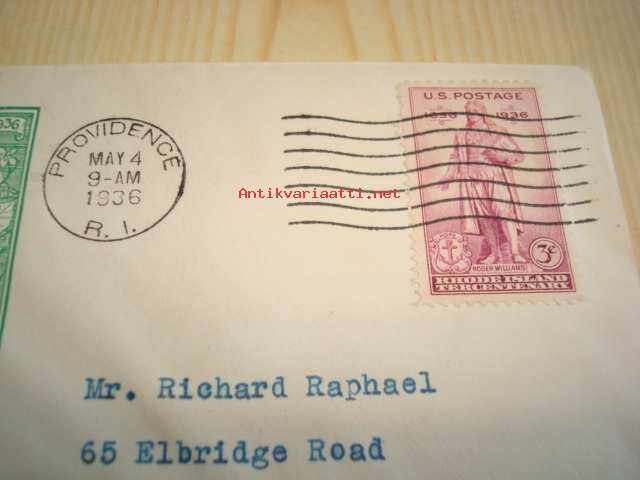 1936
PROVIDENCE
MAY 4
9-AM
1936
R. I.
U.S. POSTAGE
1636 1936
3¢
ROGER WILLIAMS
RHODE ISLAND
TERCENTENARY
Antikvariaatti.net
Mr. Richard Raphael
65 Elbridge Road